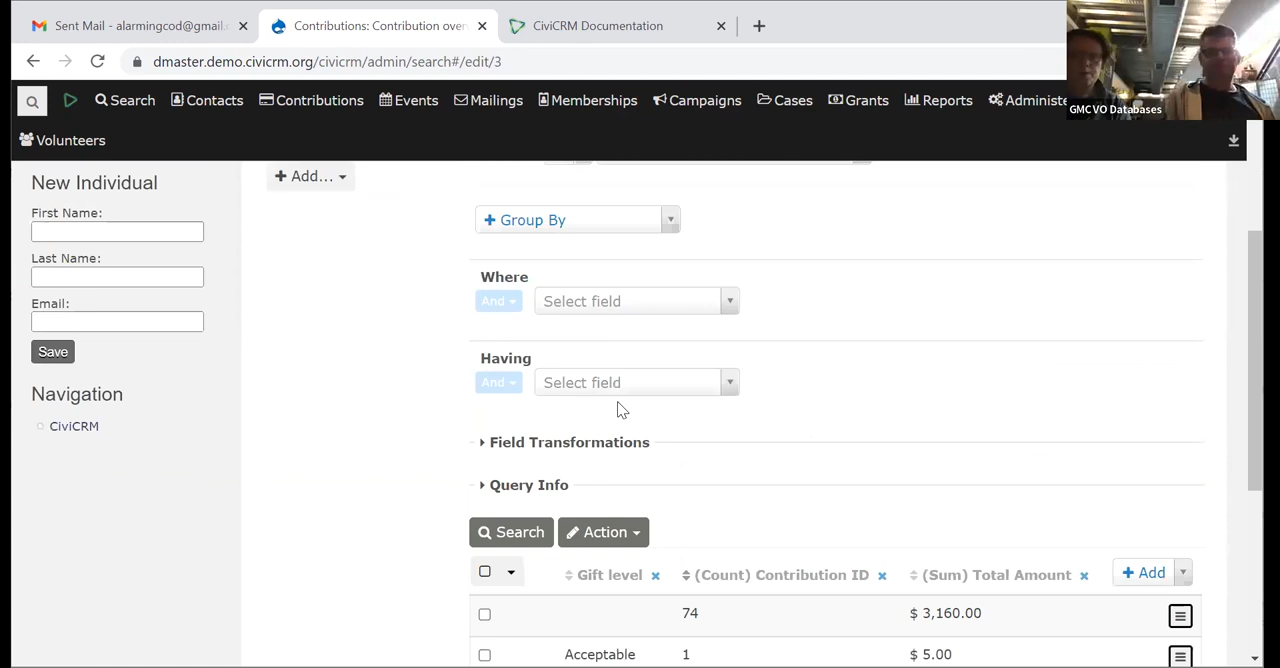 Sent Mail - alarmingcod@gmail.
Contributions: Contribution over
CiviCRM Documentation
dmaster.demo.civicrm.org/civicrm/admin/search#/edit/3
GMCVO Databases
Search
Contacts
Contributions
Events
Mailings
Memberships
Campaigns
Cases
Grants
Reports
Administe
Volunteers
New Individual
First Name:
Last Name:
Email:
Save
Navigation
CiviCRM
+ Add...
+ Group By
Where
And
Select field
Having
And
Select field
Field Transformations
Query Info
Search
Action
Gift level
(Count) Contribution ID
(Sum) Total Amount
+ Add
74
$ 3,160.00
Acceptable
1
$ 5.00